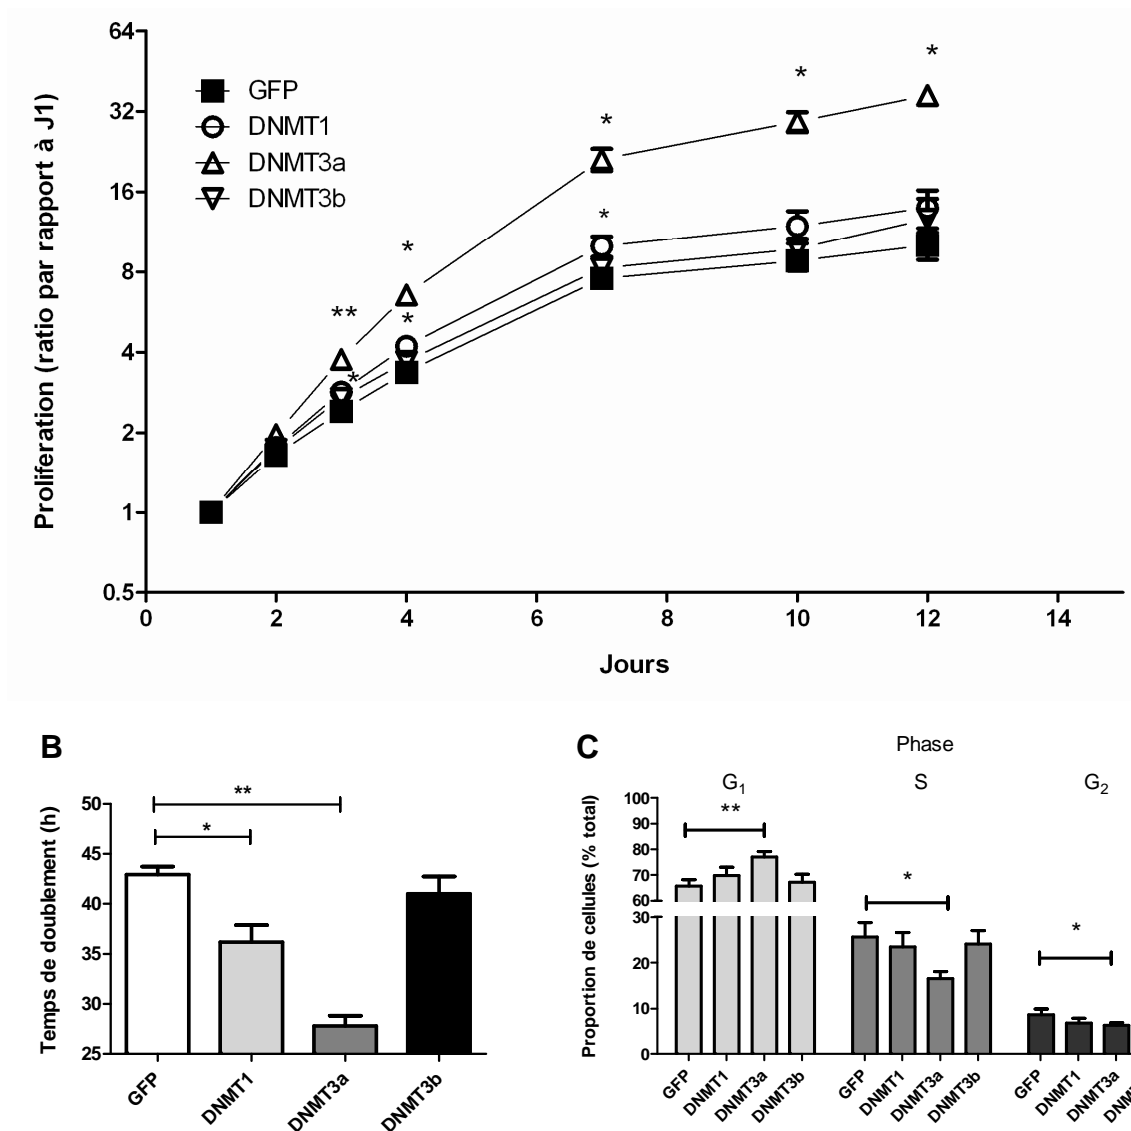 64
32
16
8
4
2
1
0.5
Proliferation (ratio par rapport à J1)
GFP
DNMT1
DNMT3a
DNMT3b
* * * ** * * * *
0 2 4 6 8 10 12 14
Jours
B
Temps de doublement (h)
50
45
40
35
30
25
**
*
GFP DNMT1 DNMT3a DNMT3b
C
Phase
G1 S G2
Proportion de cellules (% total)
100
90
80
70
60
30
20
10
0
**
*
*
GFP DNMT1 DNMT3a DNMT3b GFP DNMT1 DNMT3a DNMT3b GFP DNMT1 DNMT3a